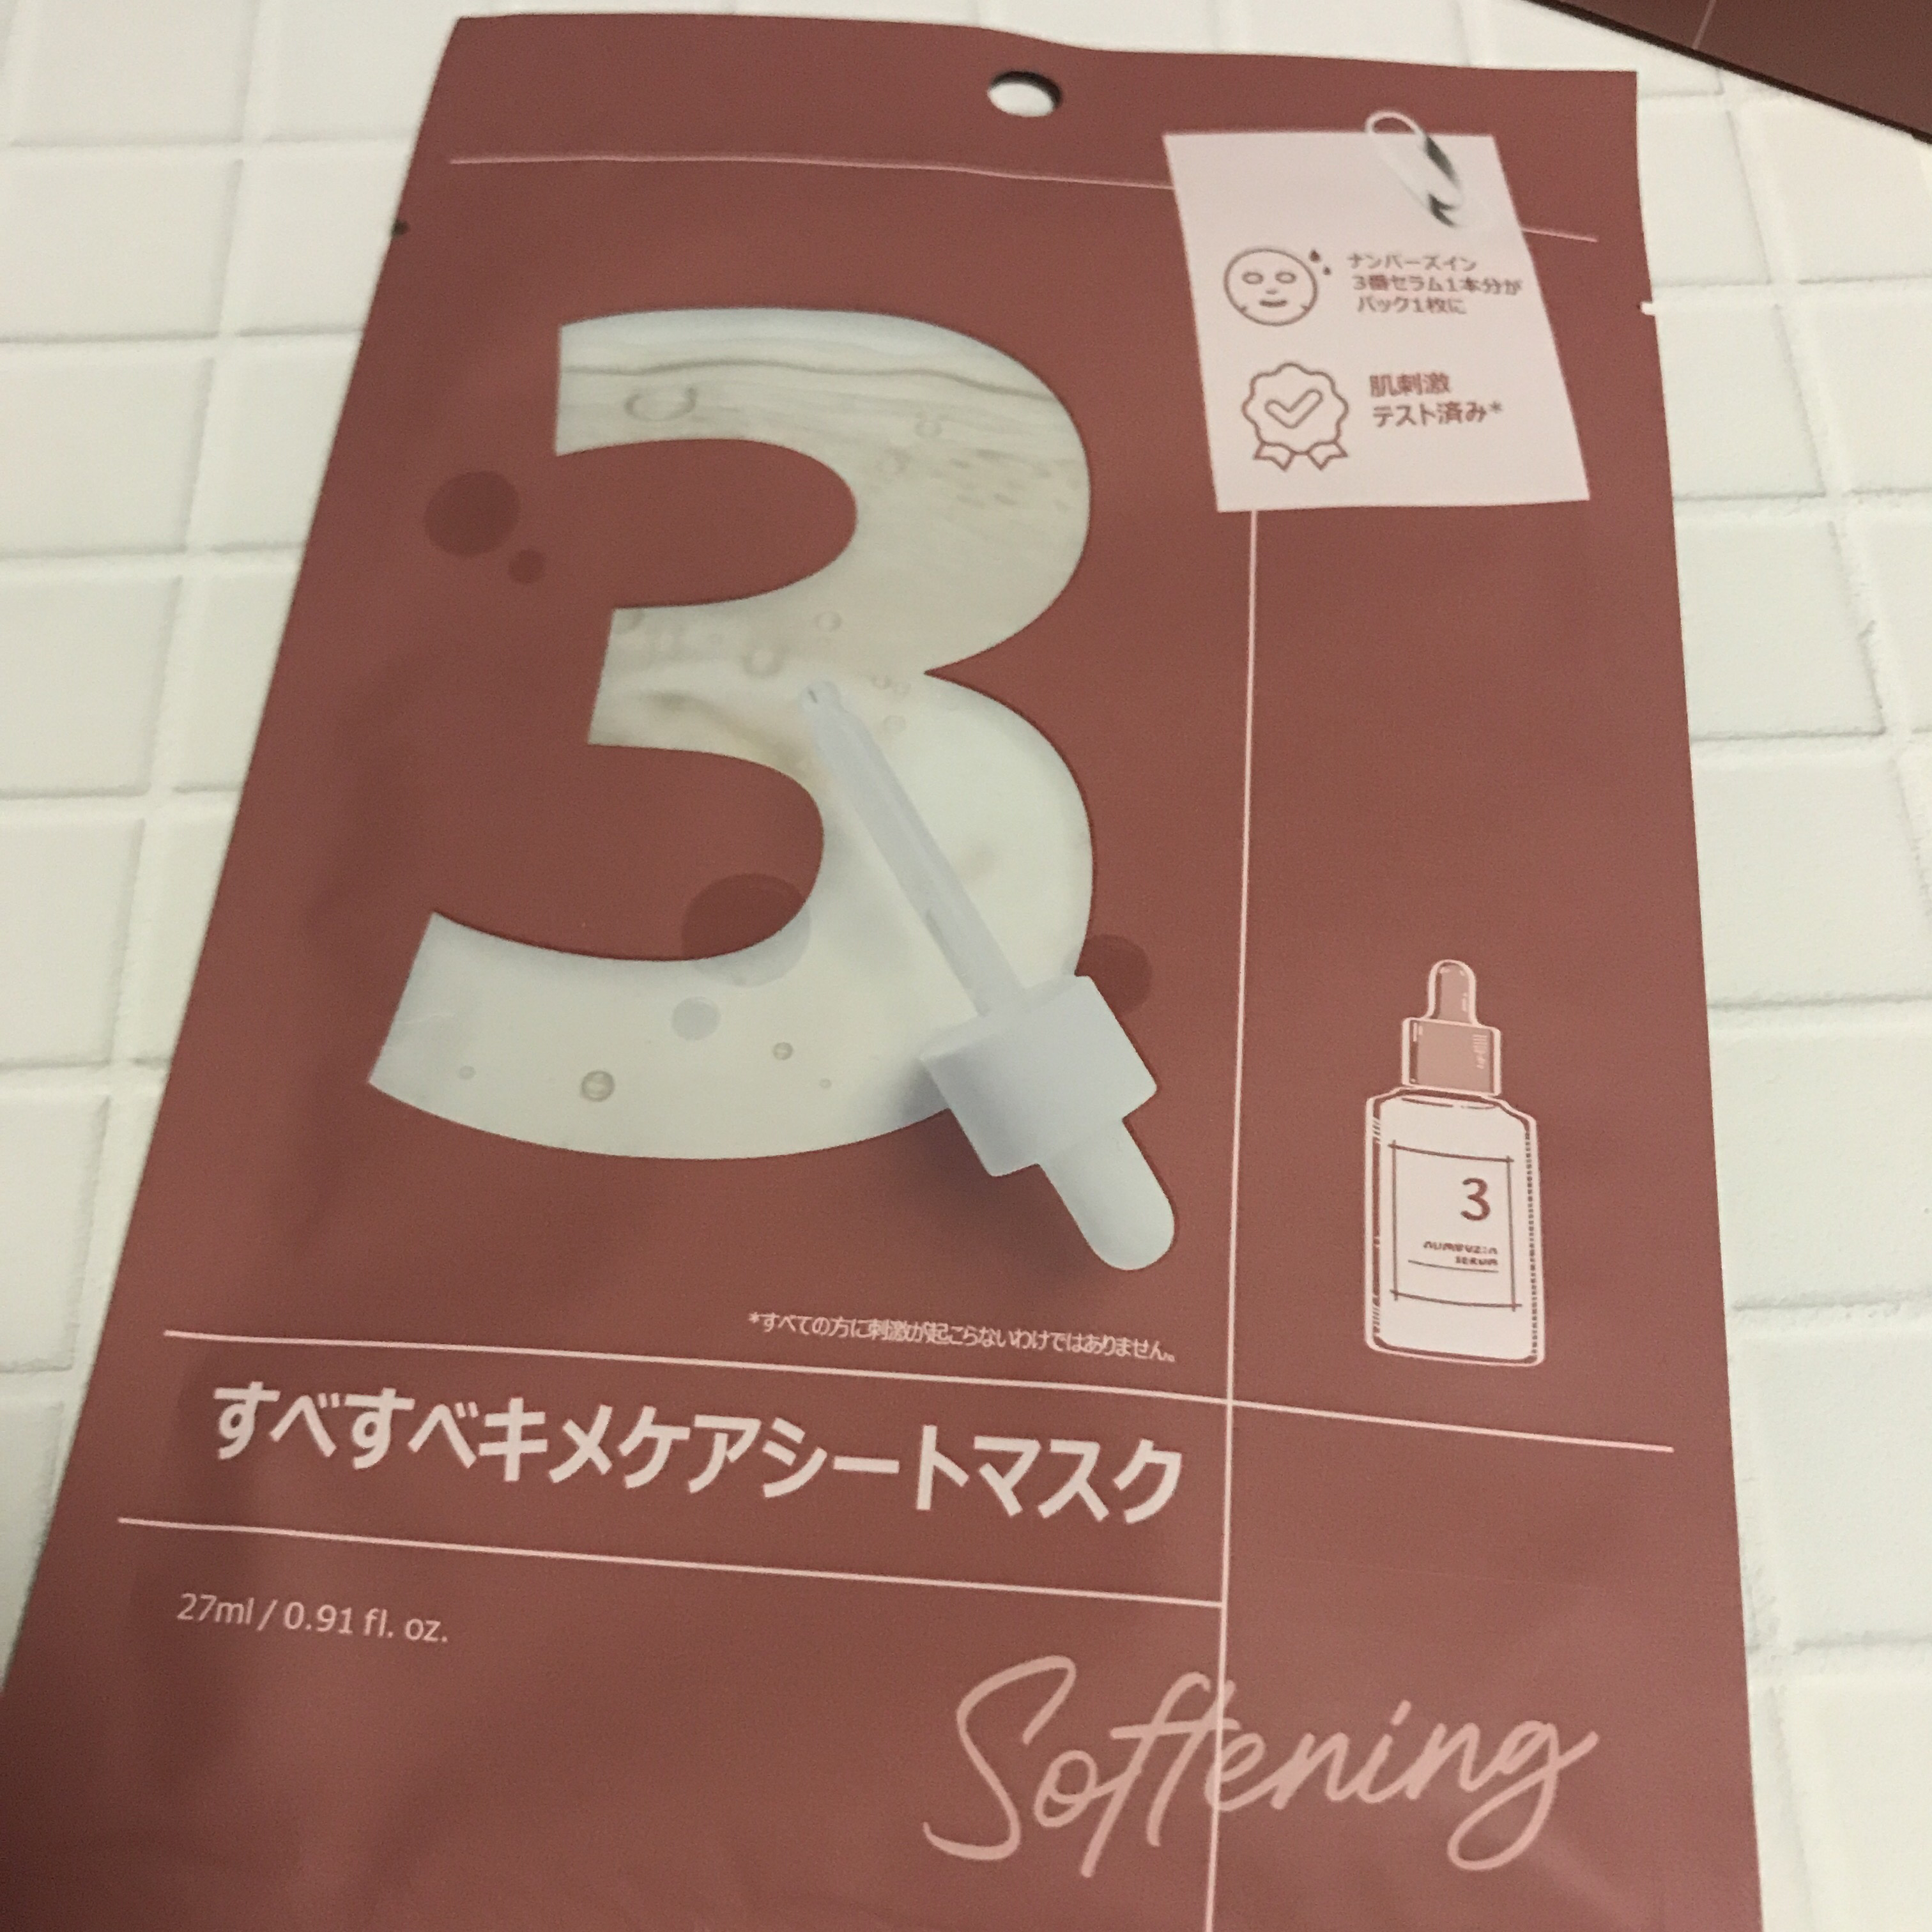 ナンバーズイン
3番セラム1本分が
パック1枚に
肌刺激
テスト済み*
3
3
numbuzin
serum
*すべての方に刺激が起こらないわけではありません。
すべすべキメケアシートマスク
27ml / 0.91 fl. oz.
Softening